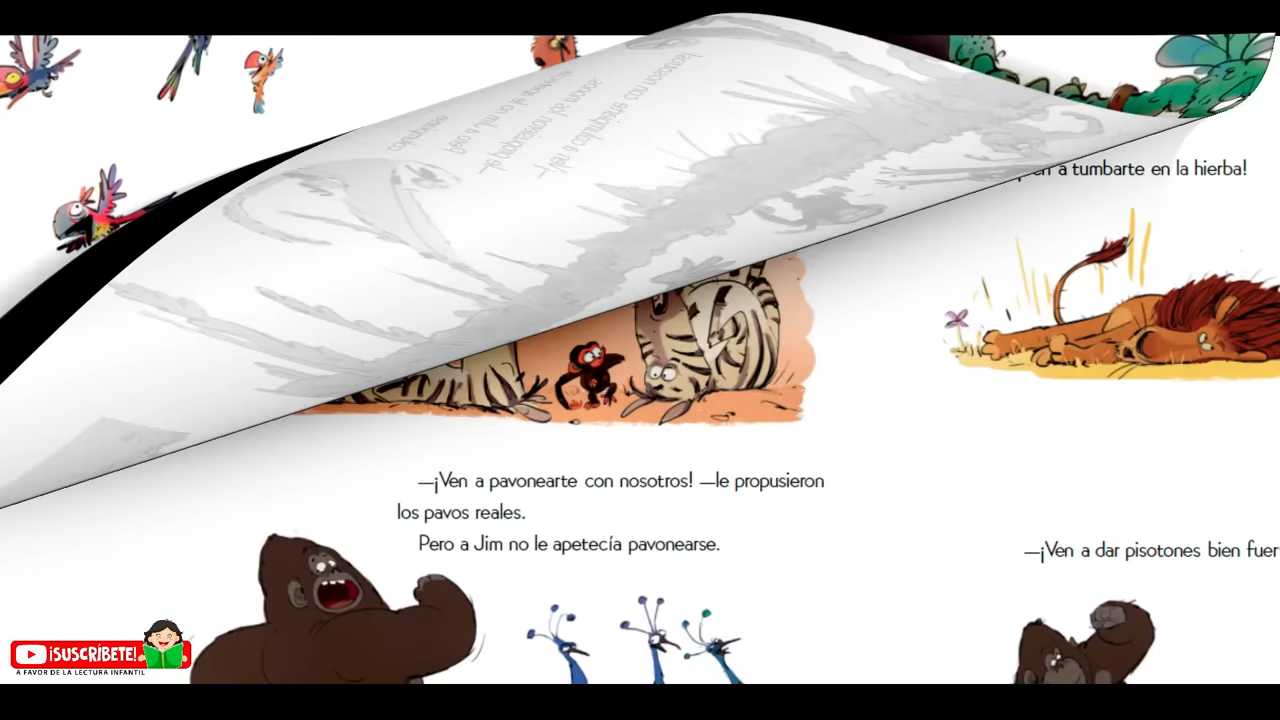 a tumbarte en la hierba!
—¡Ven a pavonearte con nosotros! —le propusieron
los pavos reales.
Pero a Jim no le apetecía pavonearse.
—¡Ven a dar pisotones bien fuer
¡SUSCRÍBETE!
A FAVOR DE LA LECTURA INFANTIL